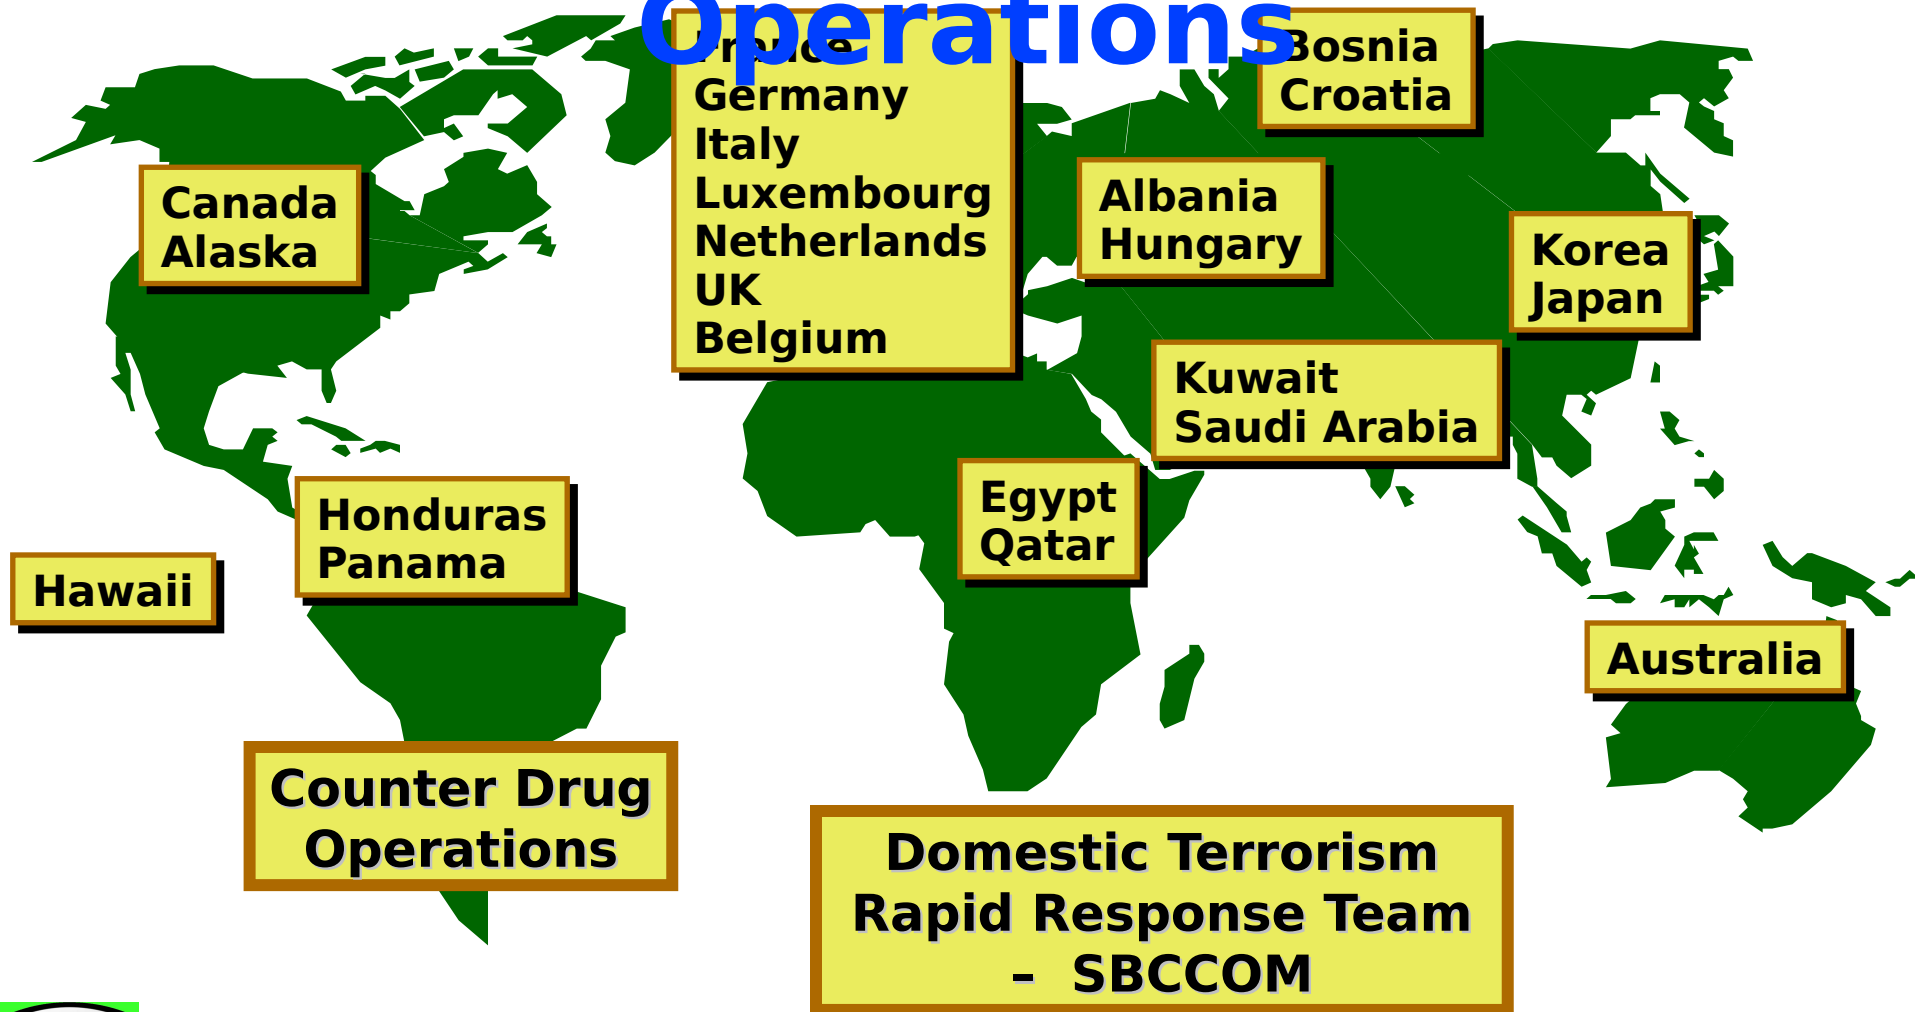 Operations
France
Germany
Italy
Luxembourg
Netherlands
UK
Belgium
Bosnia
Croatia
Canada
Alaska
Albania
Hungary
Korea
Japan
Kuwait
Saudi Arabia
Egypt
Qatar
Honduras
Panama
Hawaii
Australia
Counter Drug
Operations
Domestic Terrorism
Rapid Response Team
– SBCCOM